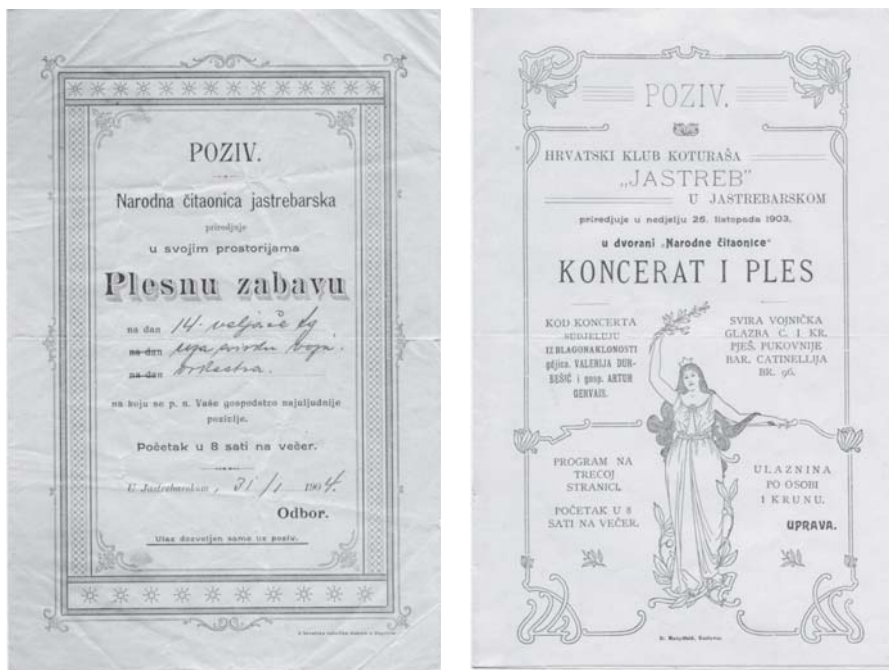 POZIV.
Narodna čitaonica jastrebarska
priredjuje
u svojim prostorijama
Plesnu zabavu
na dan 14. veljače
na dan
na dan orkestra.
na koju se p. n. Vaše gospodstvo najuljudnije
pozivlje.
Početak u 8 sati na večer.
U Jastrebarskom, 31/1 1904.
Odbor.
Ulaz dozvoljen samo uz poziv.
POZIV.
HRVATSKI KLUB KOTURAŠA
„JASTREB"
U JASTREBARSKOM
priredjuje u nedjelju 26. listopada 1903.
u dvorani „Narodne čitaonice"
KONCERAT I PLES
KOD KONCERTA
SUDJELUJU
IZ BLAGONAKLONOSTI
gdjica. VALERIJA DUR-
BEŠIĆ i gosp. ARTUR
GERVAIS.
SVIRA VOJNIČKA
GLAZBA C. I KR.
PJEŠ. PUKOVNIJE
BAR. CATINELLIJA
BR. 96.
PROGRAM NA
TREĆOJ
STRANICI.
POČETAK U 8
SATI NA VEČER.
ULAZNINA
PO OSOBI
1 KRUNU.
UPRAVA.